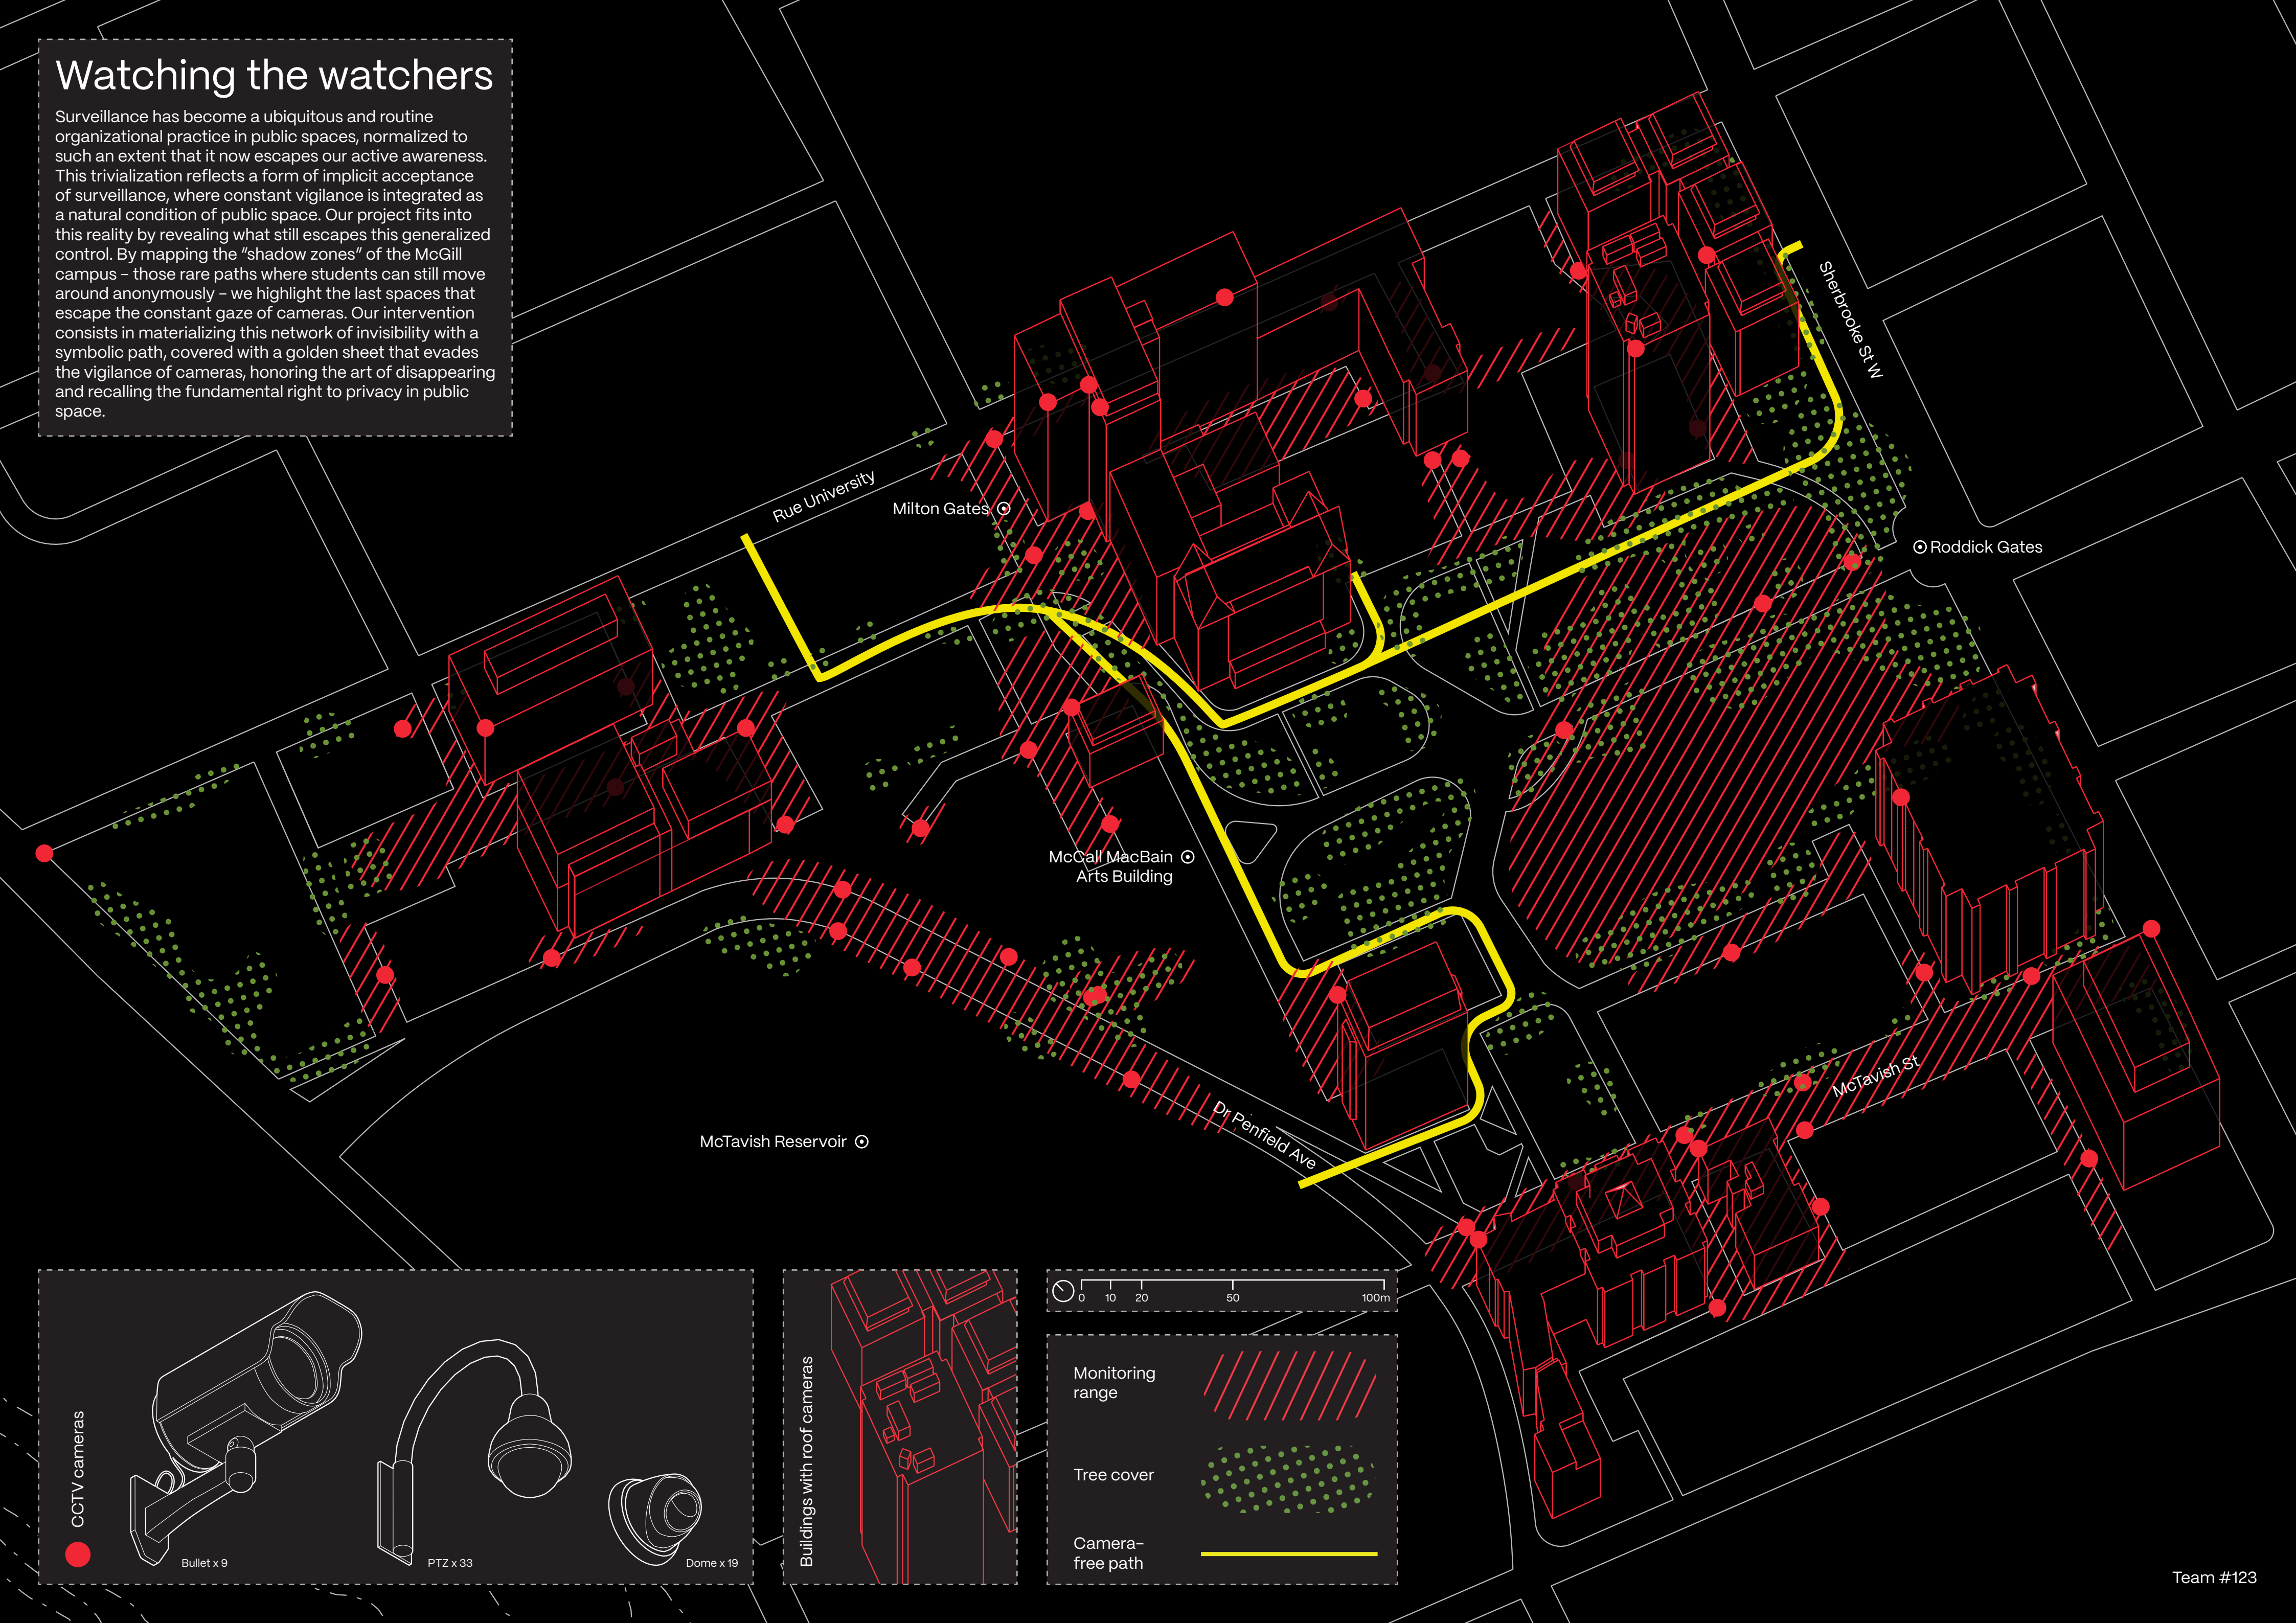 Watching the watchers
Surveillance has become a ubiquitous and routine
organizational practice in public spaces, normalized to
such an extent that it now escapes our active awareness.
This trivialization reflects a form of implicit acceptance
of surveillance, where constant vigilance is integrated as
a natural condition of public space. Our project fits into
this reality by revealing what still escapes this generalized
control. By mapping the "shadow zones" of the McGill
campus – those rare paths where students can still move
around anonymously – we highlight the last spaces that
escape the constant gaze of cameras. Our intervention
consists in materializing this network of invisibility with a
symbolic path, covered with a golden sheet that evades
the vigilance of cameras, honoring the art of disappearing
and recalling the fundamental right to privacy in public
space.
Sherbrooke St W
Rue University
Milton Gates
Roddick Gates
McCall MacBain
Arts Building
McTavish St
Dr Penfield Ave
McTavish Reservoir
CCTV cameras
Bullet x 9
PTZ x 33
Dome x 19
Buildings with roof cameras
0 10 20 50 100m
Monitoring
range
Tree cover
Camera-
free path
Team #123